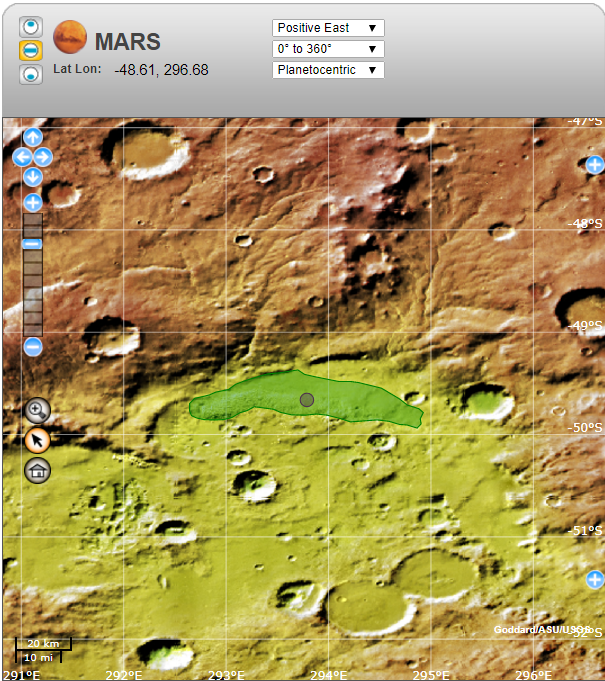 Positive East ▼
MARS
0° to 360° ▼
Lat Lon: -48.61, 296.68
Planetocentric ▼
-47°S
-48°S
-49°S
-50°S
-51°S
Goddard/ASU/USGS
-52°S
20 km
10 mi
291°E 292°E 293°E 294°E 295°E 296°E